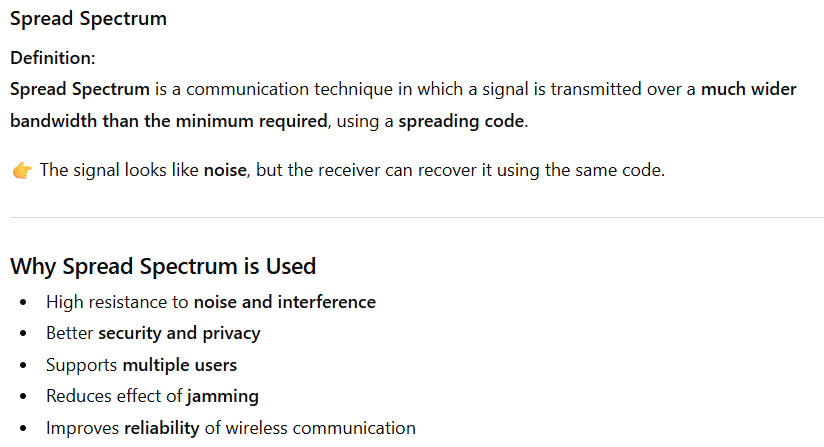 Spread Spectrum
Definition:
Spread Spectrum is a communication technique in which a signal is transmitted over a much wider
bandwidth than the minimum required, using a spreading code.
👉 The signal looks like noise, but the receiver can recover it using the same code.
Why Spread Spectrum is Used
• High resistance to noise and interference
• Better security and privacy
• Supports multiple users
• Reduces effect of jamming
• Improves reliability of wireless communication